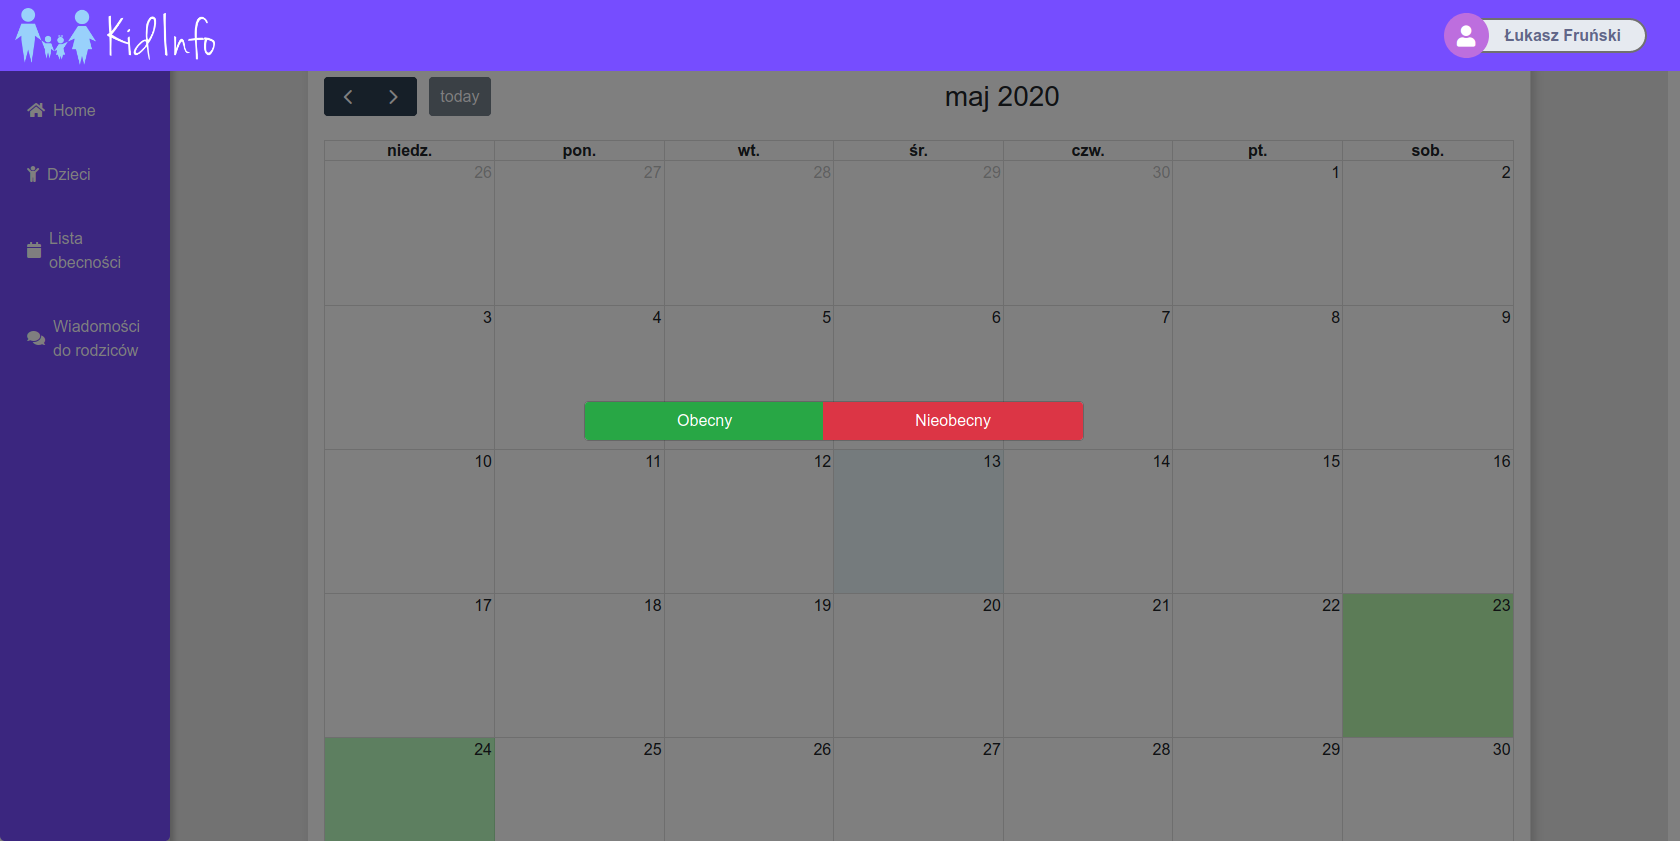 Kid Info
Łukasz Fruński
Home
Dzieci
Lista
obecności
Wiadomości
do rodziców
today
maj 2020
niedz. pon. wt. śr. czw. pt. sob.
26 27 28 29 30 1 2
3 4 5 6 7 8 9
Obecny Nieobecny
10 11 12 13 14 15 16
17 18 19 20 21 22 23
24 25 26 27 28 29 30